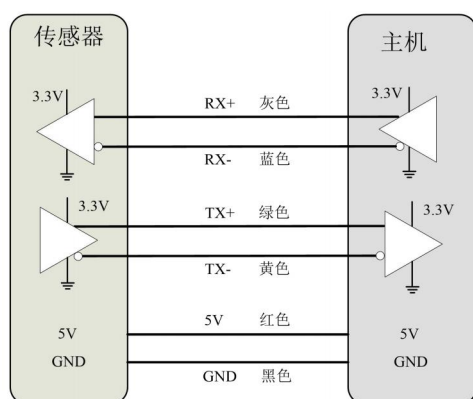 传感器
主机
3.3V
3.3V
RX+ 灰色
RX- 蓝色
3.3V
3.3V
TX+ 绿色
TX- 黄色
5V
5V 红色
5V
GND
GND
GND 黑色